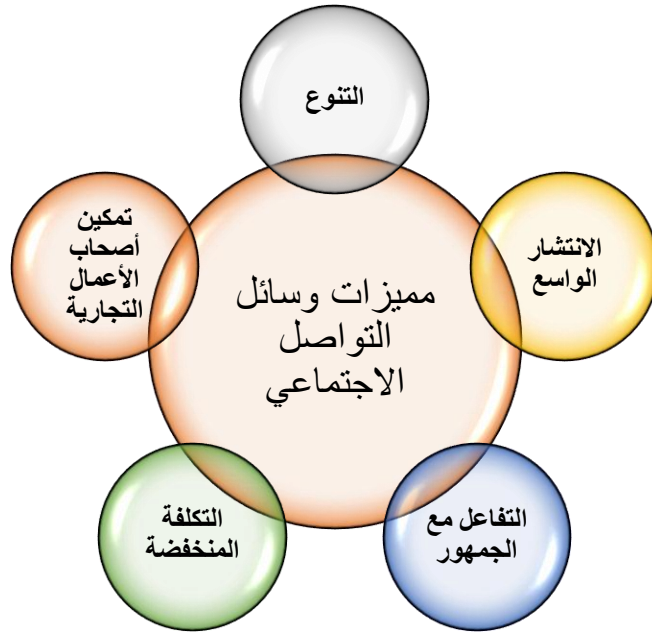 التنوع
الانتشار
الواسع
التفاعل مع
الجمهور
التكلفة
المنخفضة
تمكين
أصحاب
الأعمال
التجارية
مميزات وسائل
التواصل
الاجتماعي